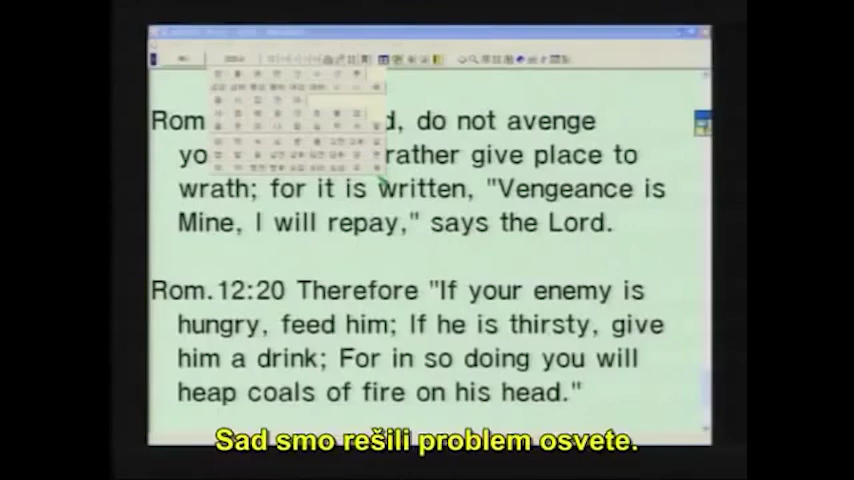 Rom
d, do not avenge
yo
rather give place to
wrath; for it is written, "Vengeance is
Mine, I will repay," says the Lord.
Rom.12:20 Therefore "If your enemy is
hungry, feed him; If he is thirsty, give
him a drink; For in so doing you will
heap coals of fire on his head."
Sad smo rešili problem osvete.